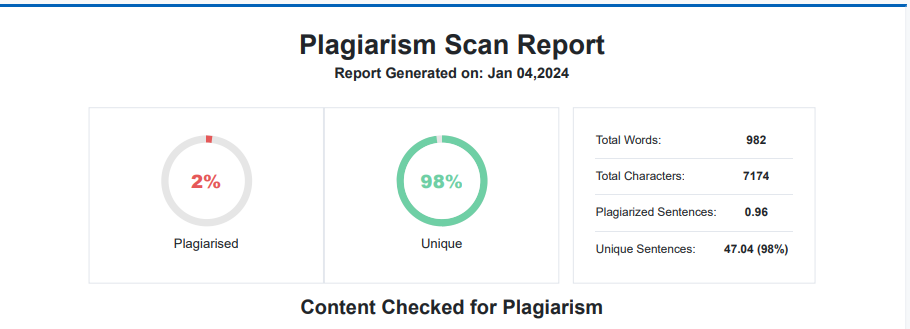 Plagiarism Scan Report
Report Generated on: Jan 04,2024
2%
Plagiarised
98%
Unique
Total Words: 982
Total Characters: 7174
Plagiarized Sentences: 0.96
Unique Sentences: 47.04 (98%)
Content Checked for Plagiarism